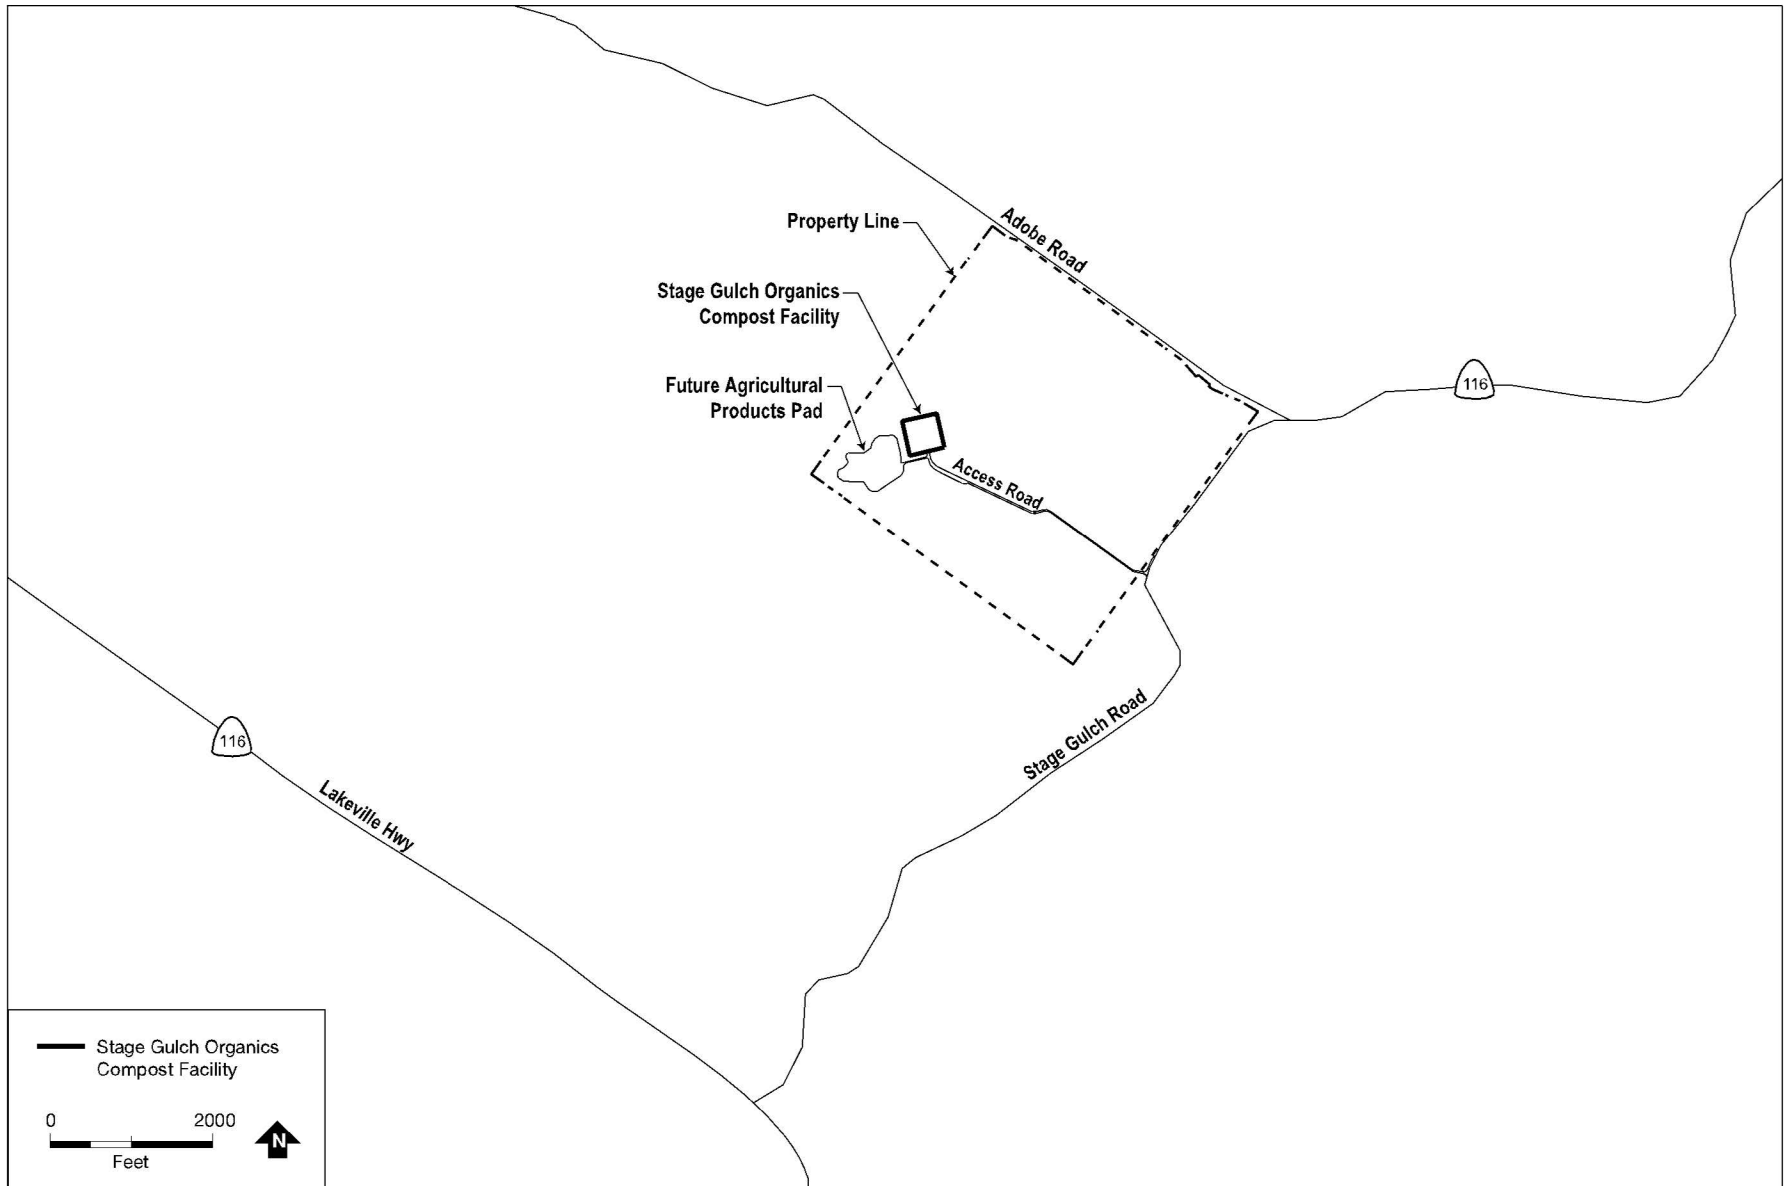 Adobe Road
Property Line
Stage Gulch Organics
Compost Facility
116
Future Agricultural
Products Pad
Access Road
Stage Gulch Road
116
Lakeville Hwy
Stage Gulch Organics
Compost Facility
0 2000
N
Feet